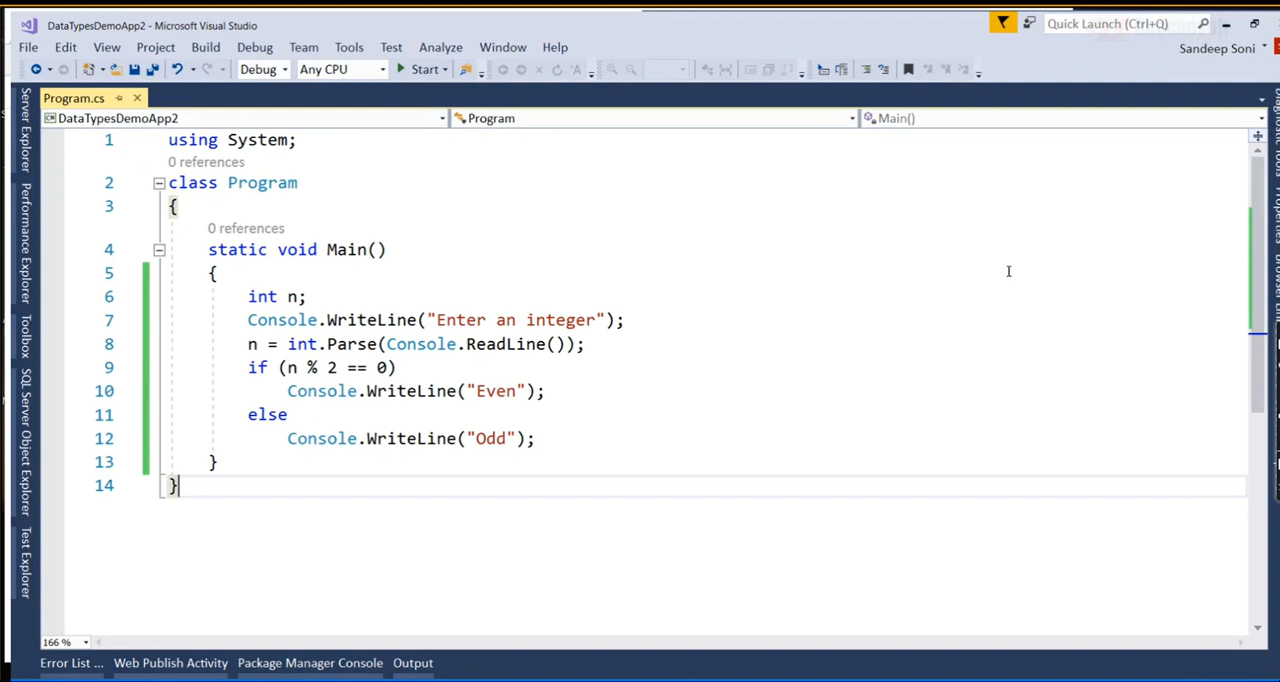 DataTypesDemoApp2 - Microsoft Visual Studio
Quick Launch (Ctrl+Q)
File Edit View Project Build Debug Team Tools Test Analyze Window Help
Sandeep Soni
Debug Any CPU Start
Program.cs
DataTypesDemoApp2 Program Main()
Server Explorer
Performance Explorer
Toolbox
SQL Server Object Explorer
Test Explorer
1 using System;
0 references
2 class Program
3 {
0 references
4 static void Main()
5 {
6 int n;
7 Console.WriteLine("Enter an integer");
8 n = int.Parse(Console.ReadLine());
9 if (n % 2 == 0)
10 Console.WriteLine("Even");
11 else
12 Console.WriteLine("Odd");
13 }
14 }
166 %
Error List ... Web Publish Activity Package Manager Console Output